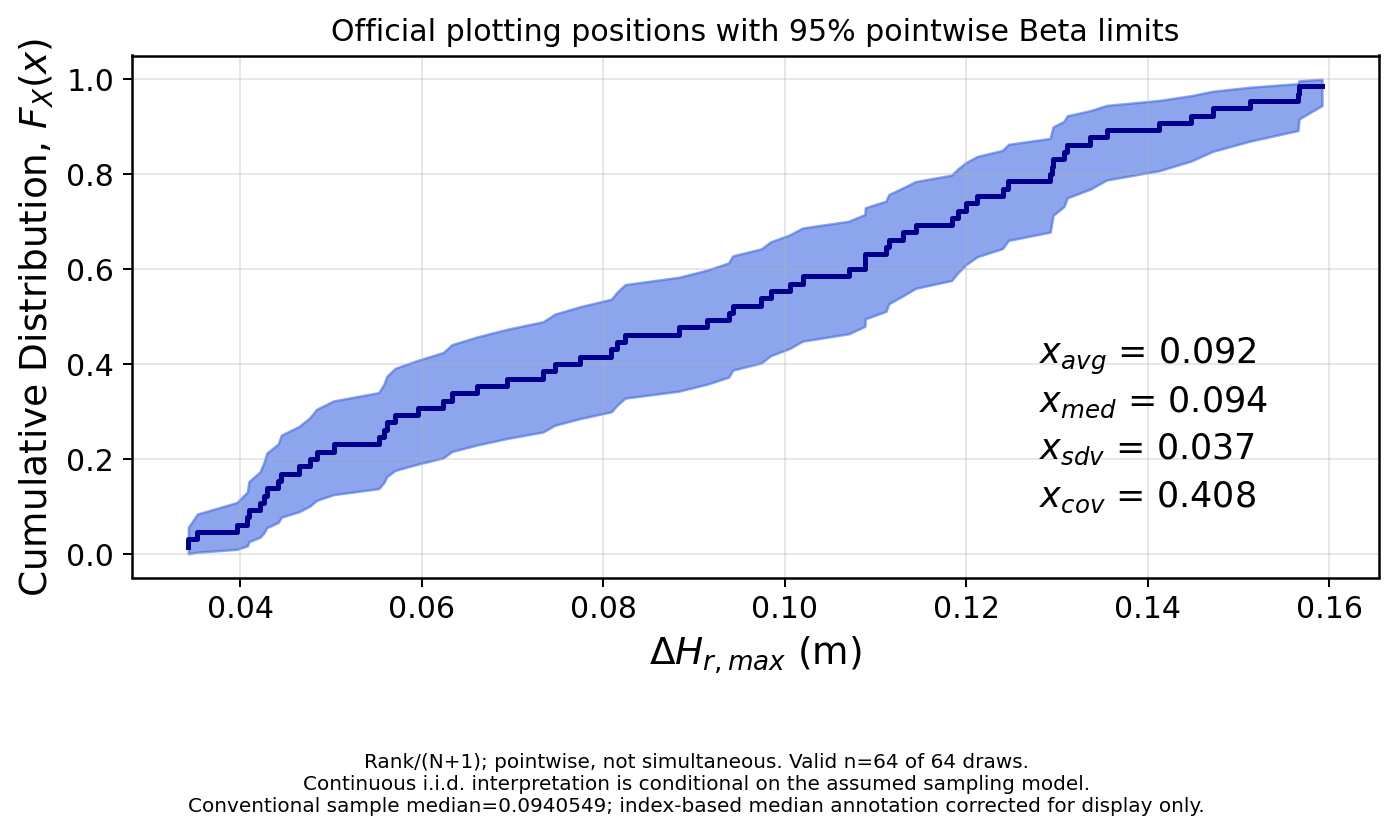 Official plotting positions with 95% pointwise Beta limits
Cumulative Distribution, F_X(x)
1.0
0.8
0.6
0.4
0.2
0.0
x_avg = 0.092
x_med = 0.094
x_sdv = 0.037
x_cov = 0.408
0.04 0.06 0.08 0.10 0.12 0.14 0.16
ΔH_r,max (m)
Rank/(N+1); pointwise, not simultaneous. Valid n=64 of 64 draws.
Continuous i.i.d. interpretation is conditional on the assumed sampling model.
Conventional sample median=0.0940549; index-based median annotation corrected for display only.